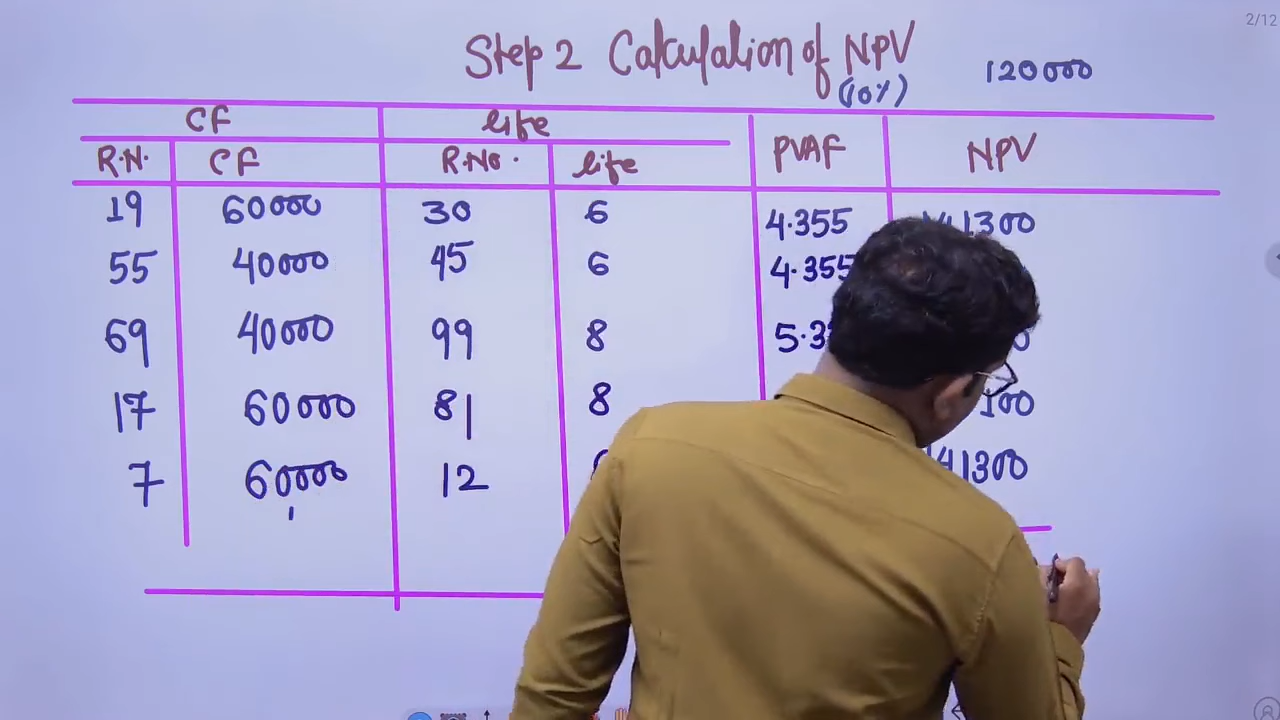 2/12
Step 2 Calculation of NPV
(10%)
120000
CF life PVAF NPV
R.N. CF R.No. life
19 60000 30 6 4.355 141300
55 40000 45 6 4.355
69 40000 99 8
17 60000 81 8
7 60000 12 141300